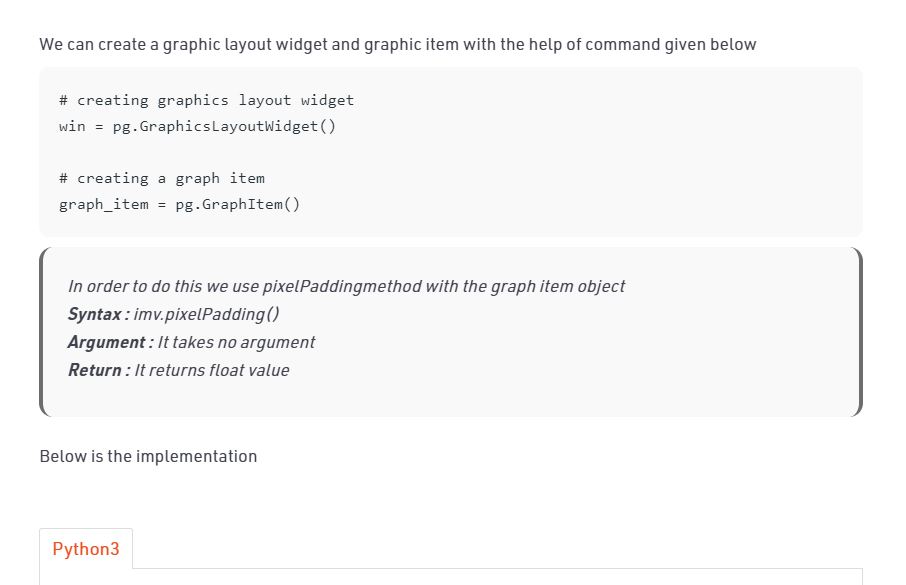 We can create a graphic layout widget and graphic item with the help of command given below
# creating graphics layout widget
win = pg.GraphicsLayoutWidget()
# creating a graph item
graph_item = pg.GraphItem()
In order to do this we use pixelPaddingmethod with the graph item object
Syntax : imv.pixelPadding()
Argument : It takes no argument
Return : It returns float value
Below is the implementation
Python3